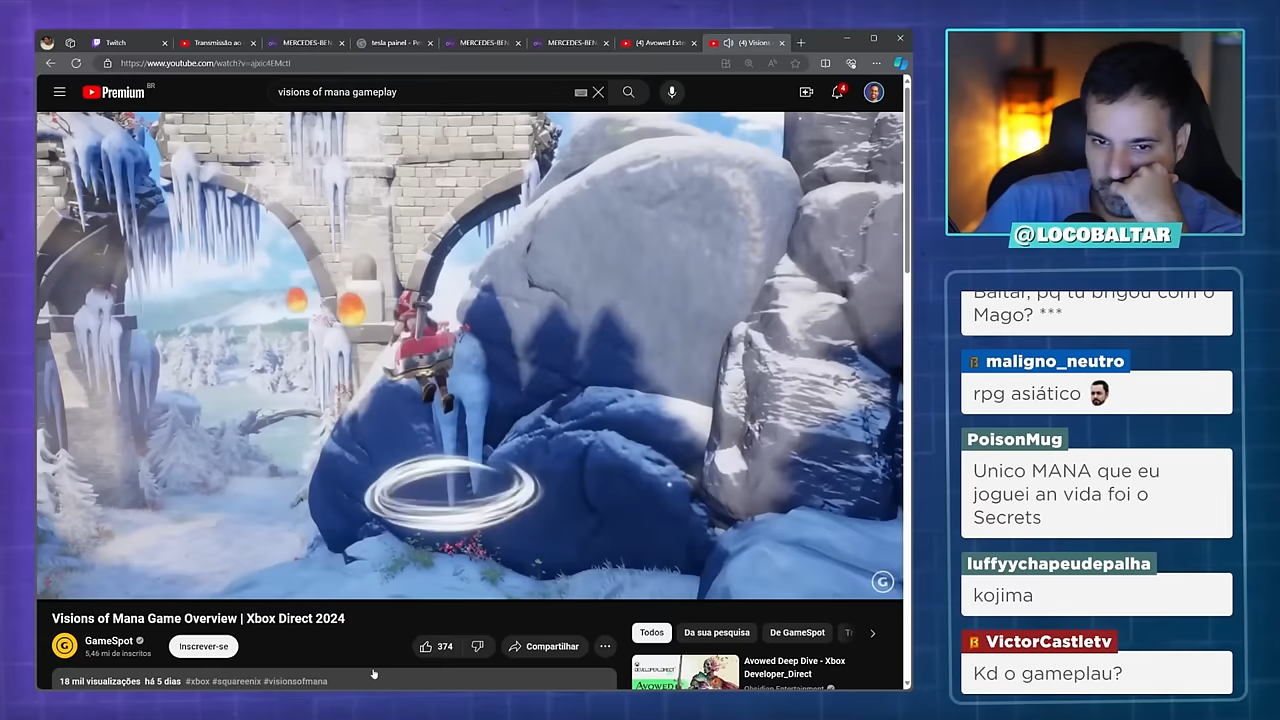 Twitch
Transmissão ao
MERCEDES-BEN
tesla painel - Pe
MERCEDES-BEN
MERCEDES-BEN
(4) Avowed Exte
(4) Visions
https://www.youtube.com/watch?v=ajxic4EMctI
Premium BR
visions of mana gameplay
4
@LOCOBALTAR
Baltar, pq tu brigou com o
Mago? ***
maligno_neutro
rpg asiático
PoisonMug
Unico MANA que eu
joguei an vida foi o
Secrets
luffyychapeudepalha
kojima
VictorCastletv
Kd o gameplau?
G
Visions of Mana Game Overview | Xbox Direct 2024
GameSpot
5,46 mi de inscritos
Inscrever-se
374
Compartilhar
Todos
Da sua pesquisa
De GameSpot
18 mil visualizações há 5 dias #xbox #squareenix #visionsofmana
AVOWED
Avowed Deep Dive - Xbox
Developer_Direct
Obsidian Entertainment